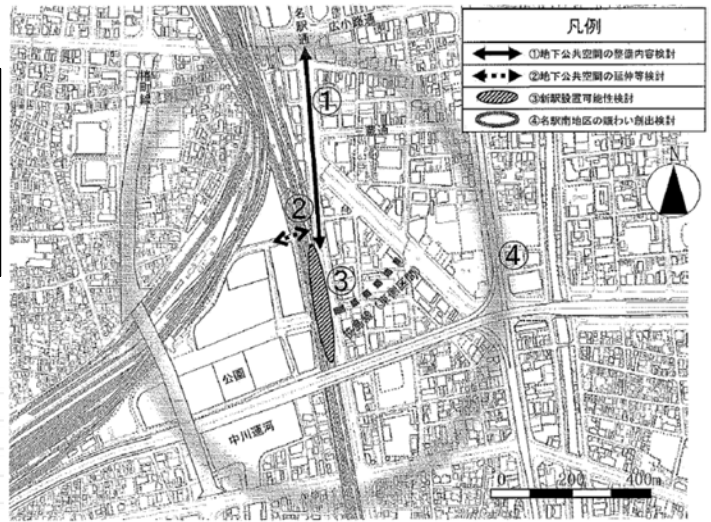 凡例
①地下公共空間の整備内容検討
②地下公共空間の延伸等検討
③新駅設置可能性検討
④名駅南地区の賑わい創出検討
広小路通
①
②
③
④
N
公園
中川運河
0 200 400m